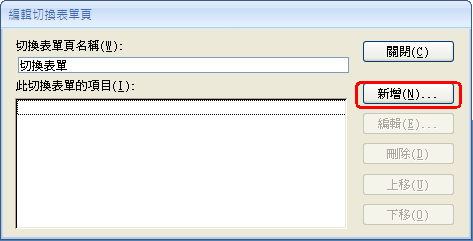 編輯切換表單頁
切換表單頁名稱(W):
關閉(C)
切換表單
此切換表單的項目(I):
新增(N)...
編輯(E)...
刪除(D)
上移(U)
下移(O)